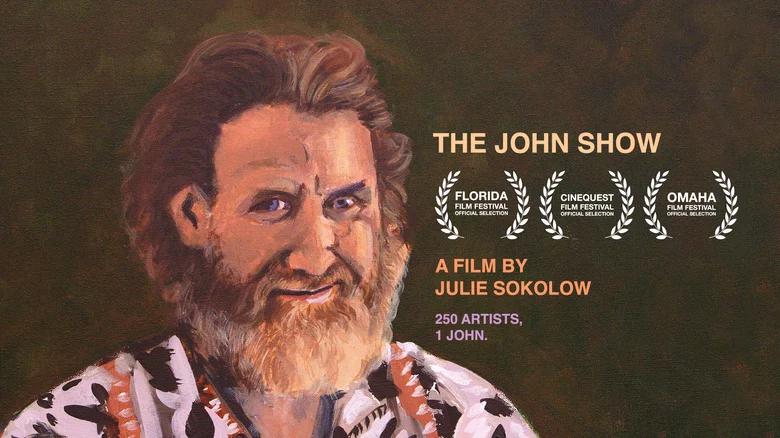 THE JOHN SHOW
FLORIDA
FILM FESTIVAL
OFFICIAL SELECTION
CINEQUEST
FILM FESTIVAL
OFFICIAL SELECTION
OMAHA
FILM FESTIVAL
OFFICIAL SELECTION
A FILM BY
JULIE SOKOLOW
250 ARTISTS,
1 JOHN.